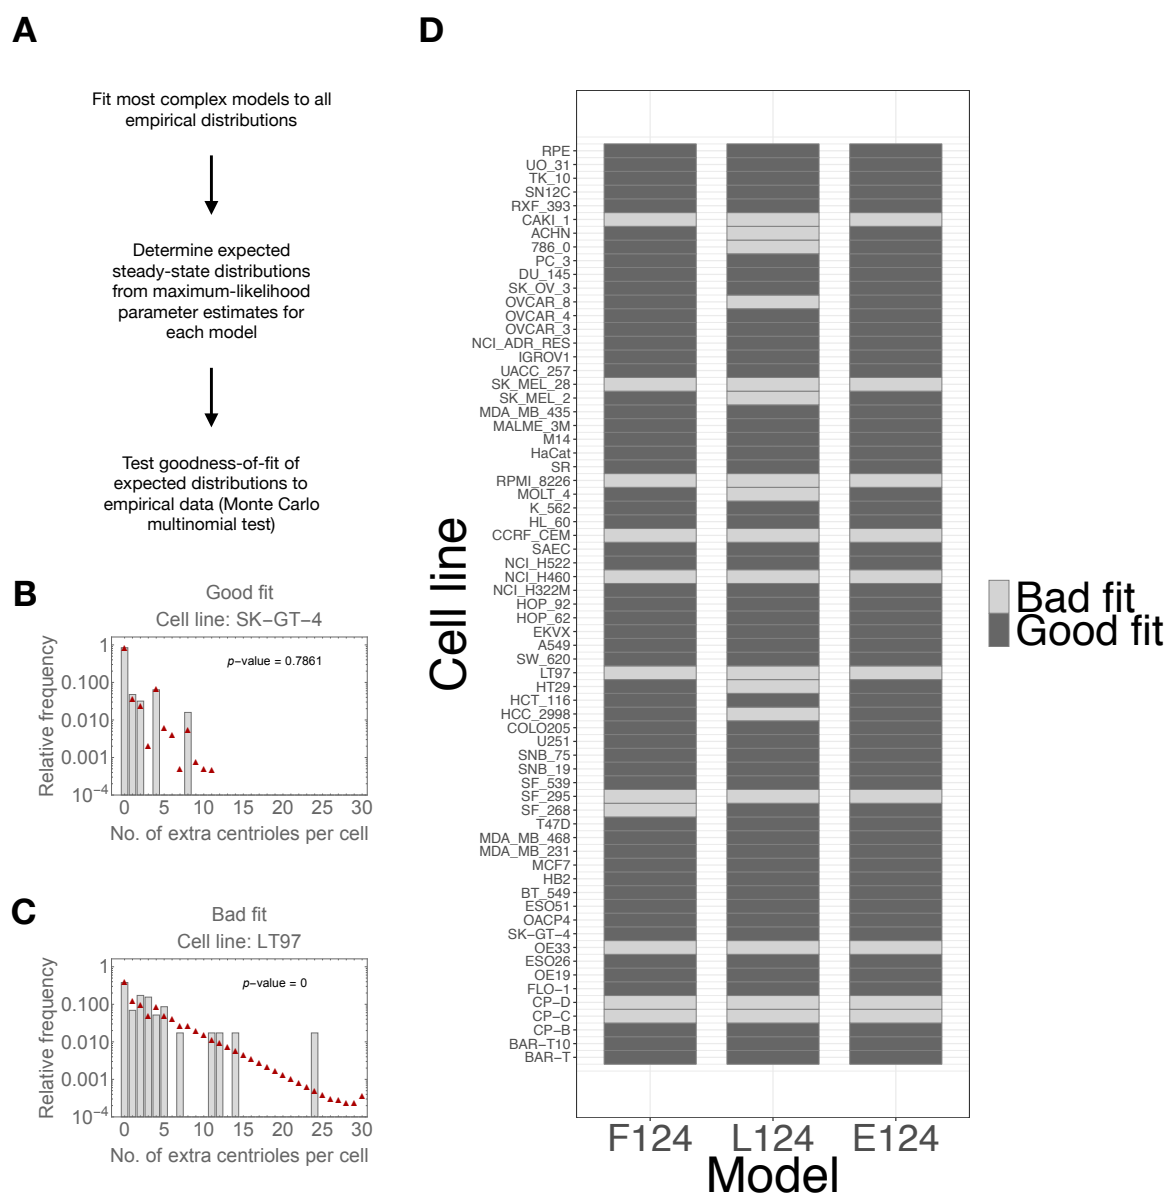 A
Fit most complex models to all
empirical distributions
Determine expected
steady-state distributions
from maximum-likelihood
parameter estimates for
each model
Test goodness-of-fit of
expected distributions to
empirical data (Monte Carlo
multinomial test)
B
Good fit
Cell line: SK−GT−4
p−value = 0.7861
Relative frequency
1
0.100
0.010
0.001
10−4
0 5 10 15 20 25 30
No. of extra centrioles per cell
C
Bad fit
Cell line: LT97
p−value = 0
Relative frequency
1
0.100
0.010
0.001
10−4
0 5 10 15 20 25 30
No. of extra centrioles per cell
D
Cell line
RPE
UO_31
TK_10
SN12C
RXF_393
CAKI_1
ACHN
786_0
PC_3
DU_145
SK_OV_3
OVCAR_8
OVCAR_4
OVCAR_3
NCI_ADR_RES
IGROV1
UACC_257
SK_MEL_28
SK_MEL_2
MDA_MB_435
MALME_3M
M14
HaCat
SR
RPMI_8226
MOLT_4
K_562
HL_60
CCRF_CEM
SAEC
NCI_H522
NCI_H460
NCI_H322M
HOP_92
HOP_62
EKVX
A549
SW_620
LT97
HT29
HCT_116
HCC_2998
COLO205
U251
SNB_75
SNB_19
SF_539
SF_295
SF_268
T47D
MDA_MB_468
MDA_MB_231
MCF7
HB2
BT_549
ESO51
OACP4
SK−GT−4
OE33
ESO26
OE19
FLO−1
CP−D
CP−C
CP−B
BAR−T10
BAR−T
F124 L124 E124
Model
Bad fit
Good fit